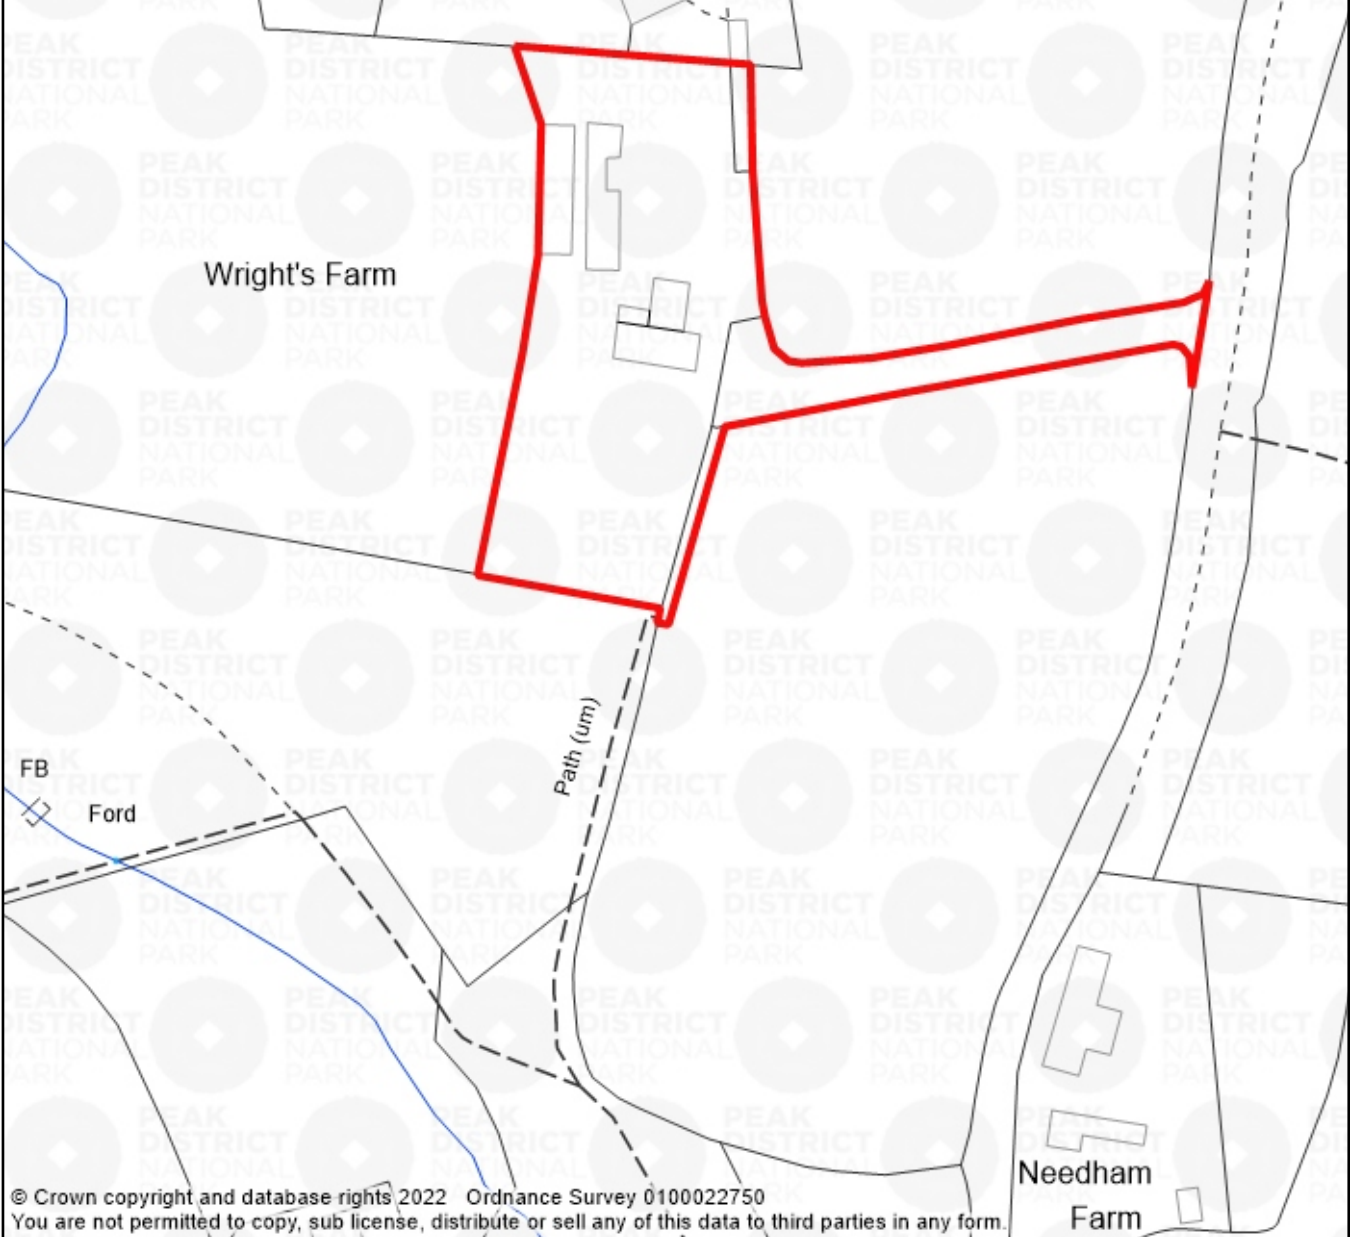 Wright's Farm
Path (um)
FB
Ford
Needham
Farm
© Crown copyright and database rights 2022 Ordnance Survey 0100022750
You are not permitted to copy, sub license, distribute or sell any of this data to third parties in any form.
PEAK
DISTRICT
NATIONAL
PARK